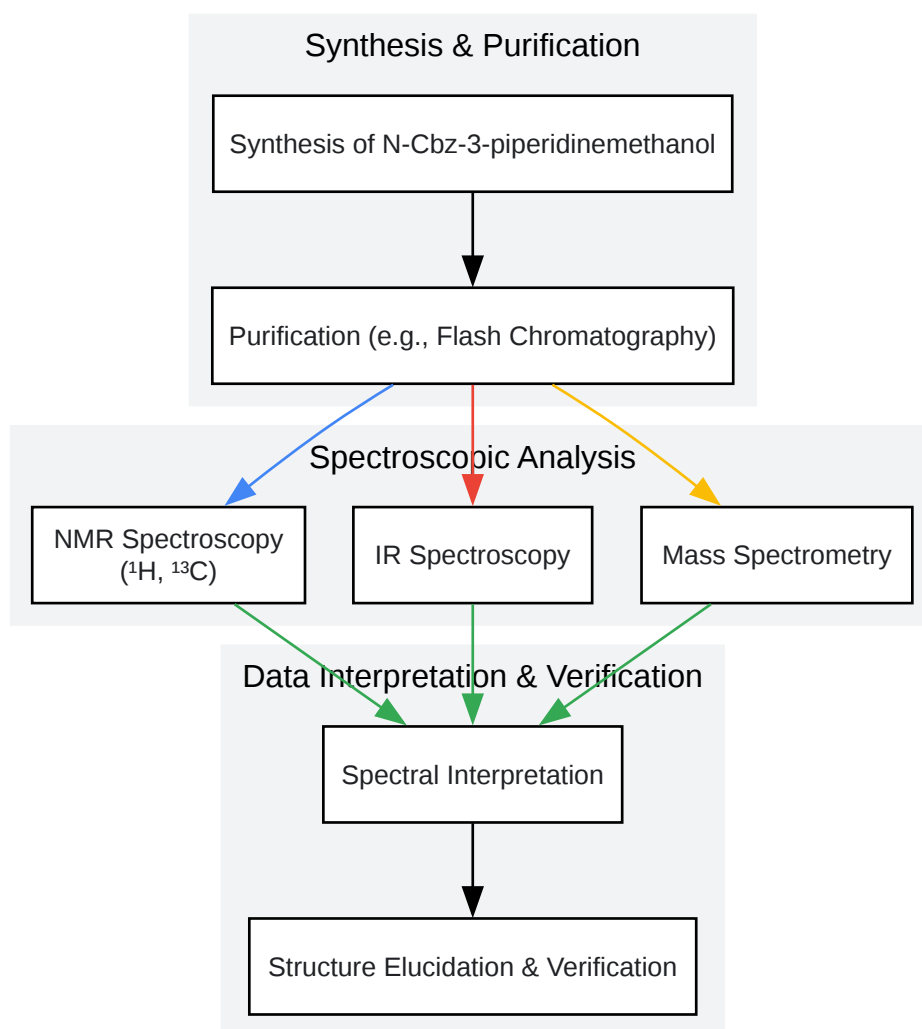 Synthesis & Purification
Synthesis of N-Cbz-3-piperidinemethanol
Purification (e.g., Flash Chromatography)
Spectroscopic Analysis
NMR Spectroscopy
(¹H, ¹³C)
IR Spectroscopy
Mass Spectrometry
Data Interpretation & Verification
Spectral Interpretation
Structure Elucidation & Verification